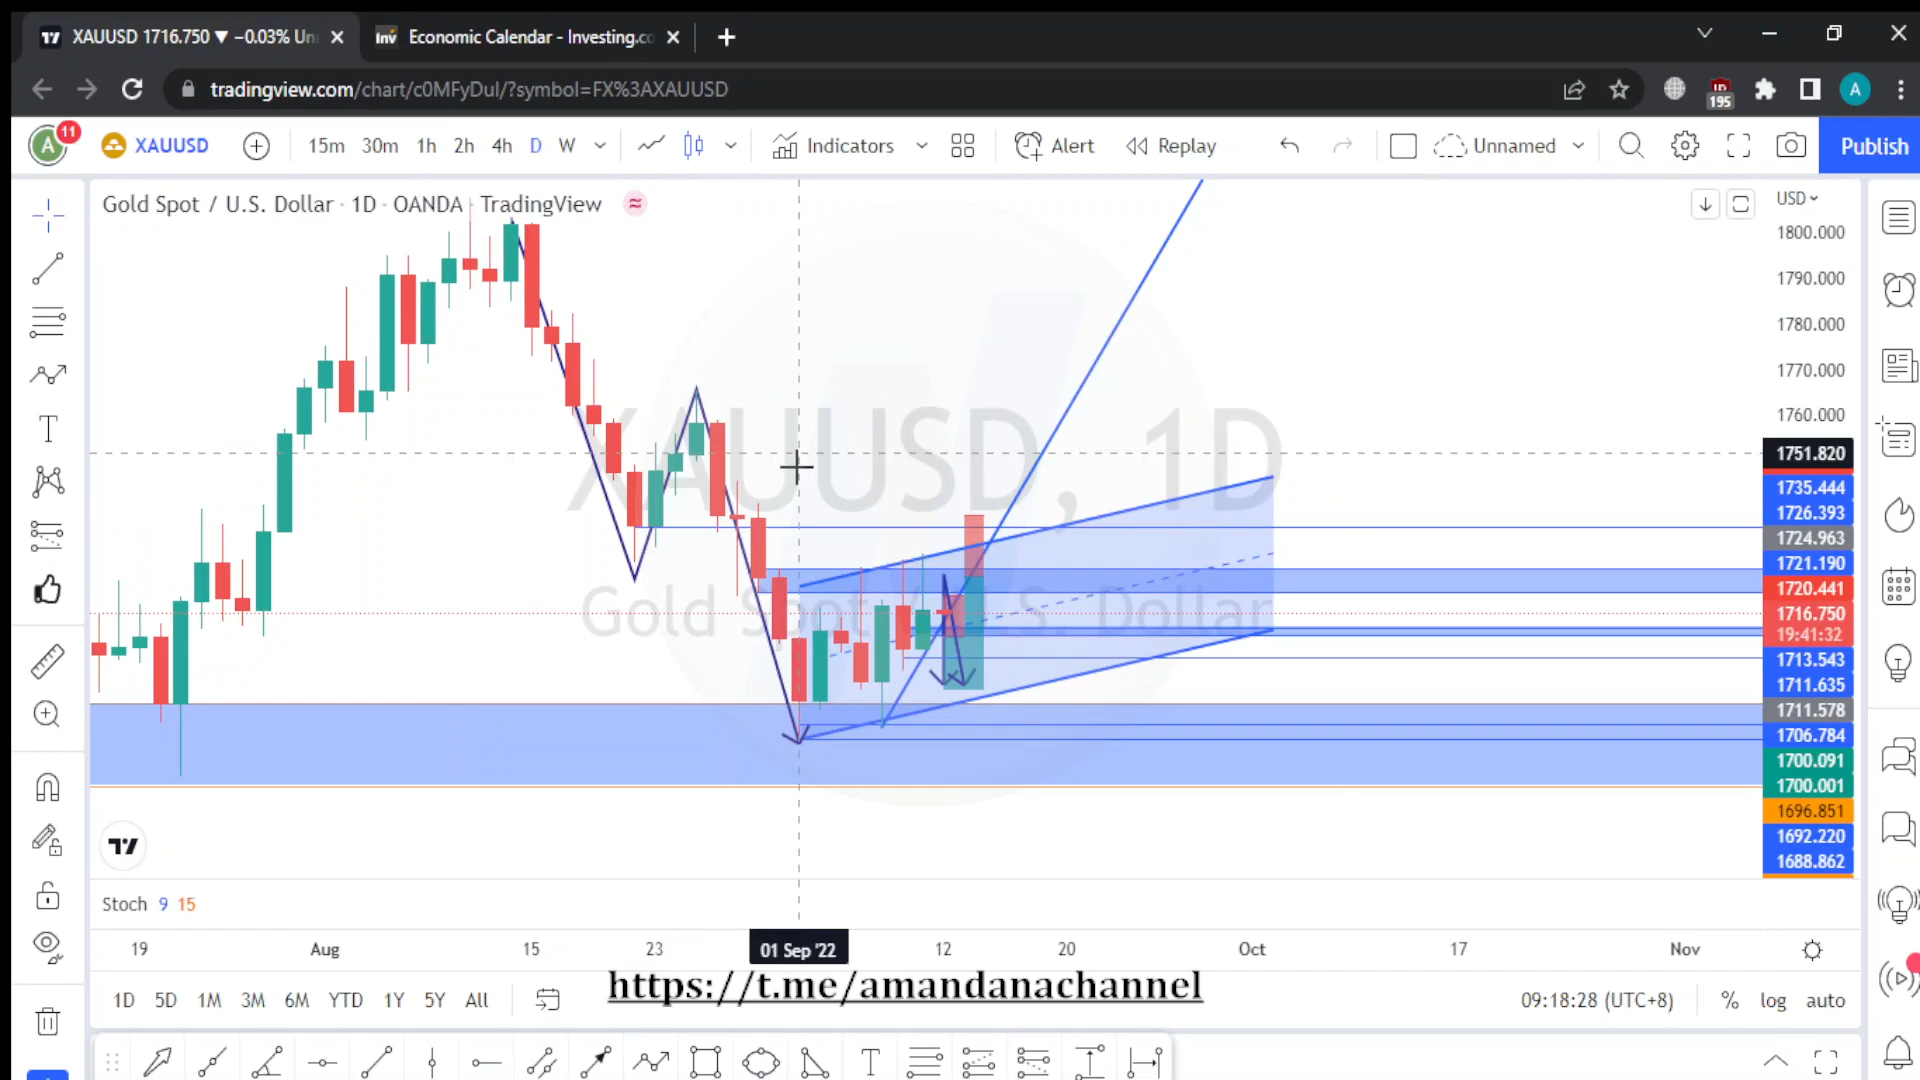 XAUUSD 1716.750 ▼ −0.03% Un
Economic Calendar - Investing.co
tradingview.com/chart/c0MFyDul/?symbol=FX%3AXAUUSD
195
A
A
11
XAUUSD
15m 30m 1h 2h 4h D W
Indicators
Alert
Replay
Unnamed
Publish
Gold Spot / U.S. Dollar · 1D · OANDA TradingView
USD
1800.000
1790.000
1780.000
1770.000
1760.000
XAUUSD, 1D
Gold Spot / U.S. Dollar
1751.820
1735.444
1726.393
1724.963
1721.190
1720.441
1716.750
19:41:32
1713.543
1711.635
1711.578
1706.784
1700.091
1700.001
1696.851
1692.220
1688.862
Stoch 9 15
19 Aug 15 23 01 Sep '22 12 20 Oct 17 Nov
https://t.me/amandanachannel
1D 5D 1M 3M 6M YTD 1Y 5Y All
09:18:28 (UTC+8) % log auto